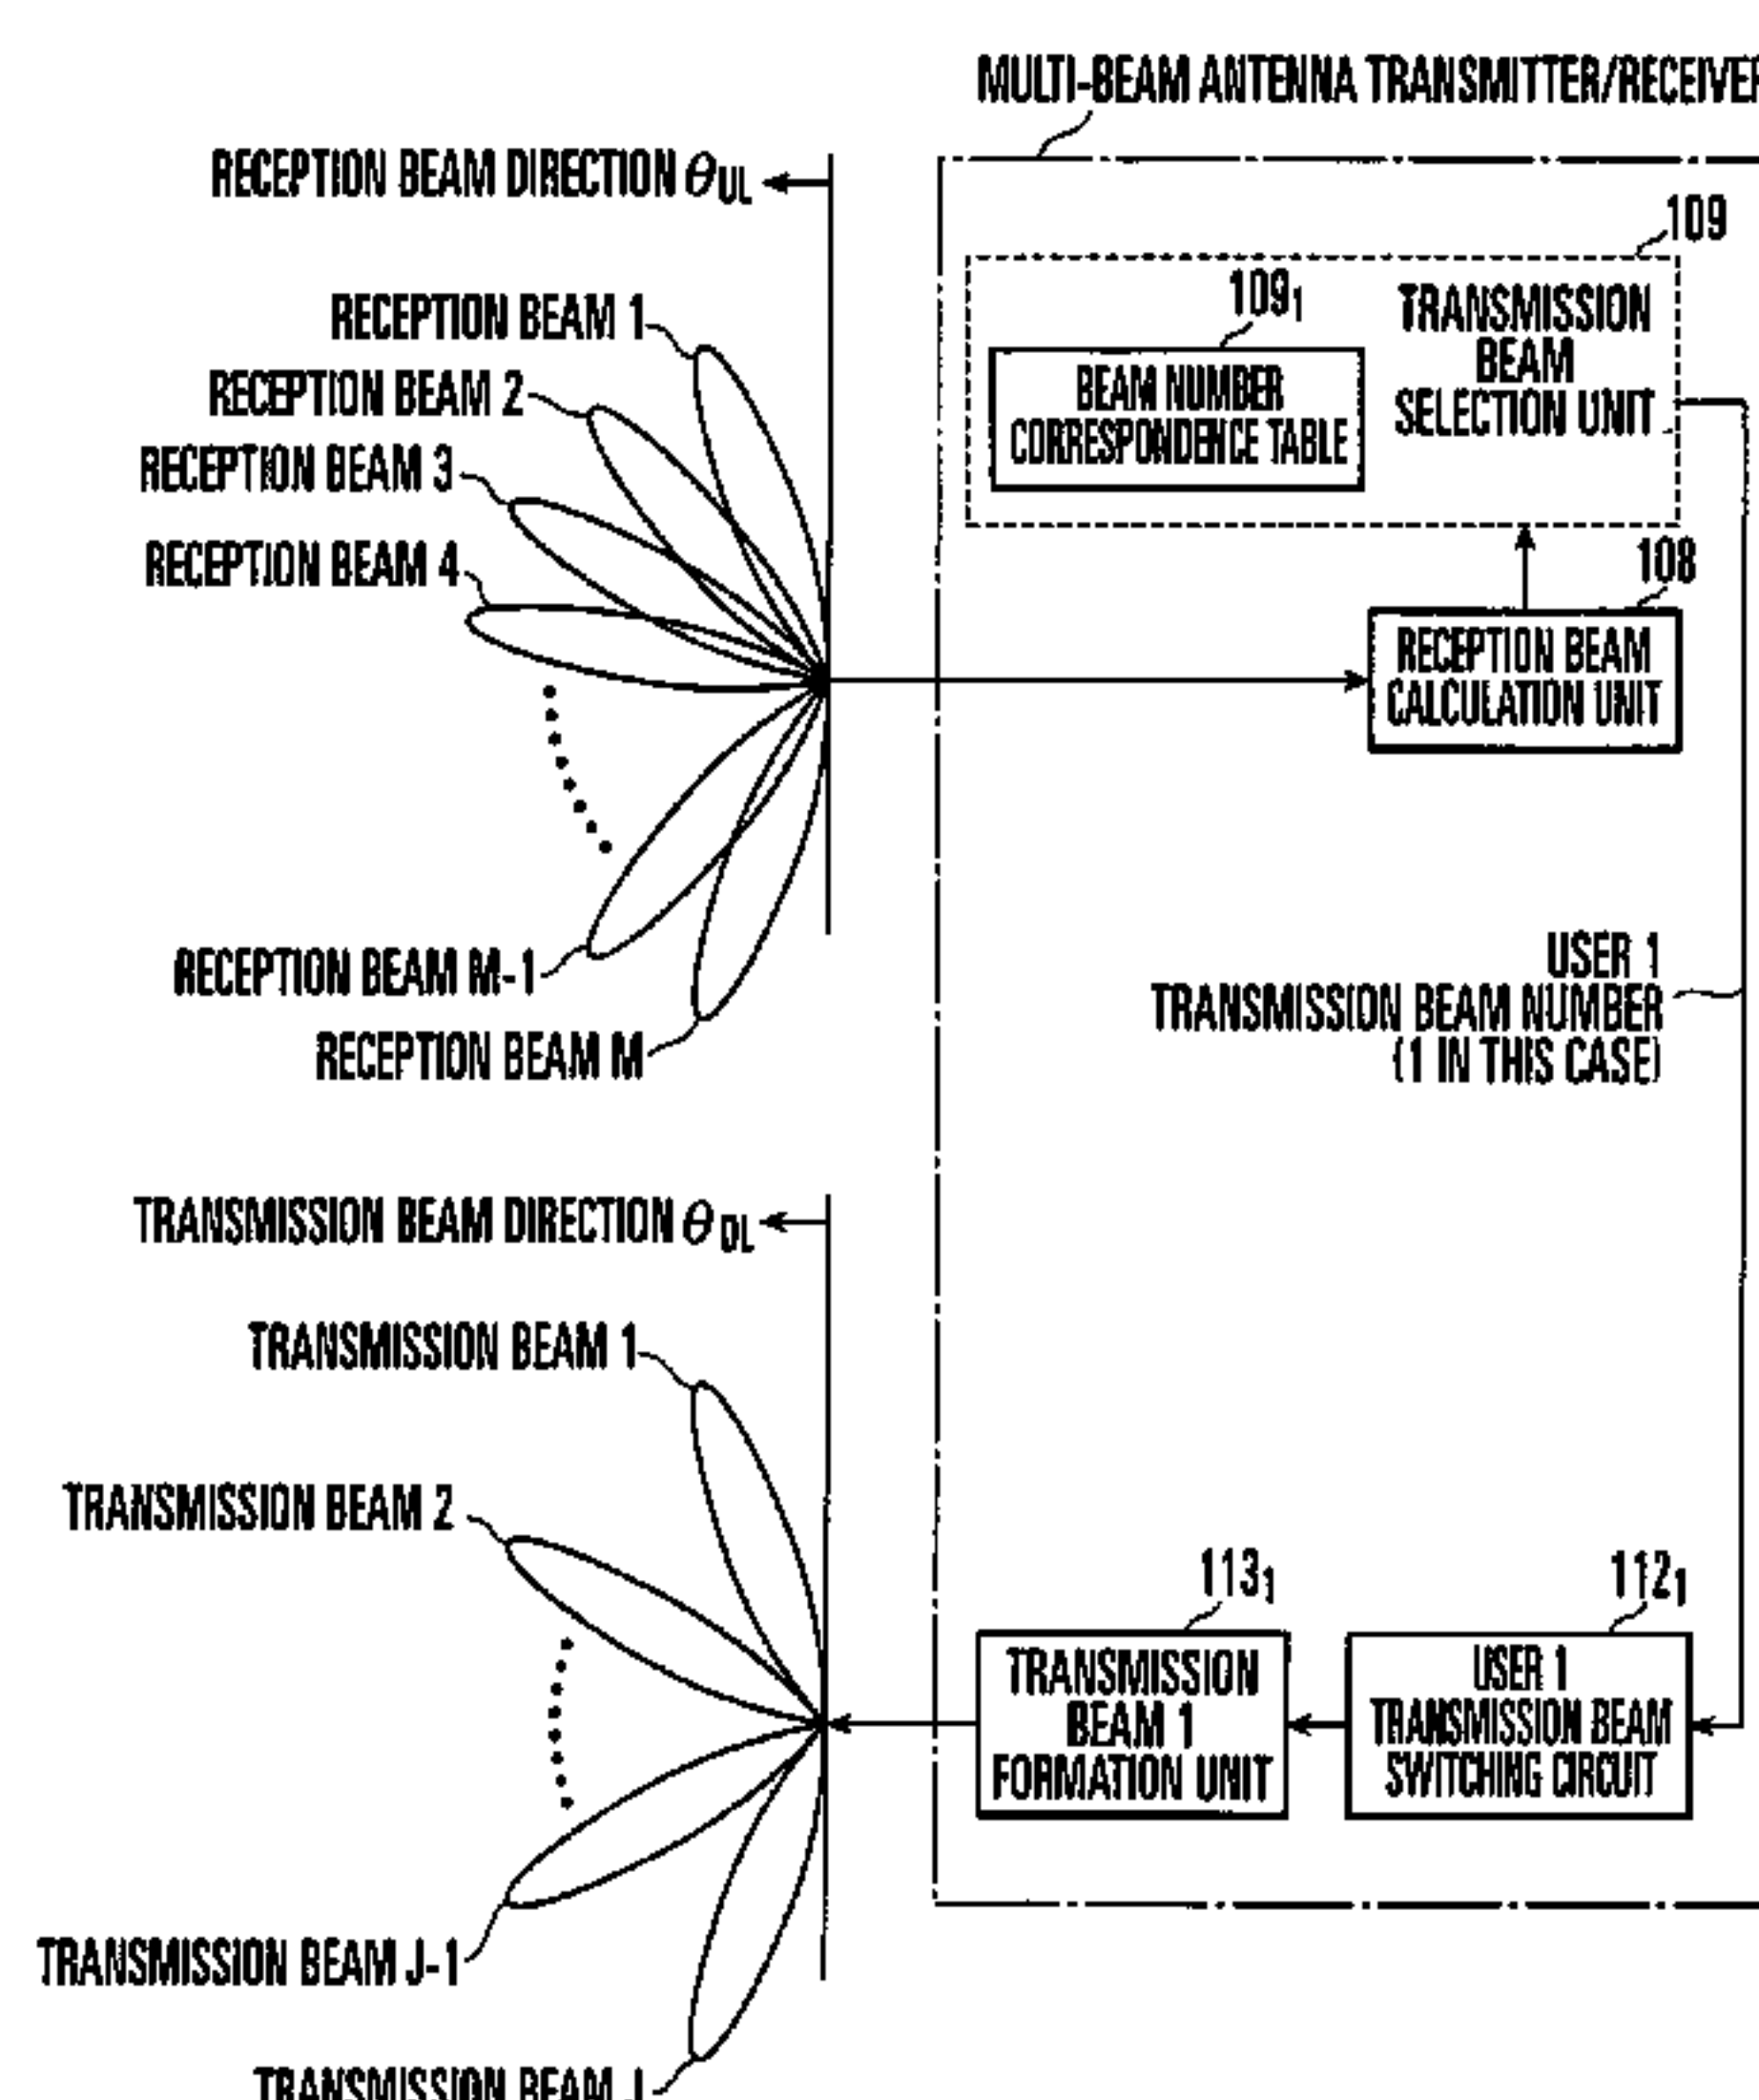 MULTI-BEAM ANTENNA TRANSMITTER/RECEIVER
RECEPTION BEAM DIRECTION θUL
109
109₁
TRANSMISSION
BEAM
SELECTION UNIT
BEAM NUMBER
CORRESPONDENCE TABLE
RECEPTION BEAM 1
RECEPTION BEAM 2
RECEPTION BEAM 3
RECEPTION BEAM 4
108
RECEPTION BEAM
CALCULATION UNIT
RECEPTION BEAM M-1
RECEPTION BEAM M
USER 1
TRANSMISSION BEAM NUMBER
(1 IN THIS CASE)
TRANSMISSION BEAM DIRECTION θDL
TRANSMISSION BEAM 1
TRANSMISSION BEAM 2
113₁
TRANSMISSION
BEAM 1
FORMATION UNIT
112₁
USER 1
TRANSMISSION BEAM
SWITCHING CIRCUIT
TRANSMISSION BEAM J-1
TRANSMISSION BEAM J